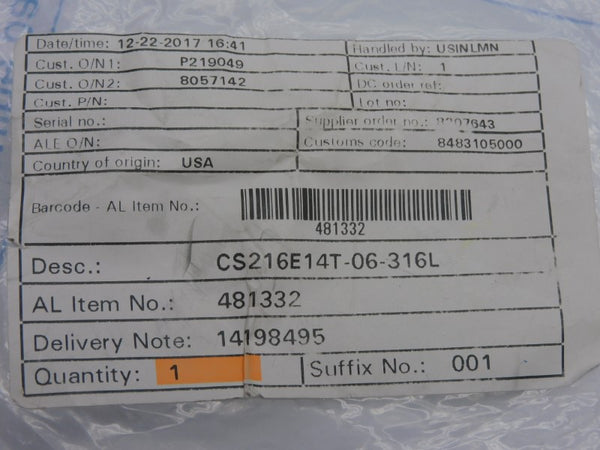 Date/time: 12-22-2017 16:41 Handled by: USINLMN
Cust. O/N1: P219049 Cust. L/N: 1
Cust. O/N2: 8057142 DC order ref:
Cust. P/N: Lot no:
Serial no.: Supplier order no.: 8207643
ALE O/N: Customs code: 8483105000
Country of origin: USA
Barcode - AL Item No.:
481332
Desc.: CS216E14T-06-316L
AL Item No.: 481332
Delivery Note: 14198495
Quantity: 1 Suffix No.: 001